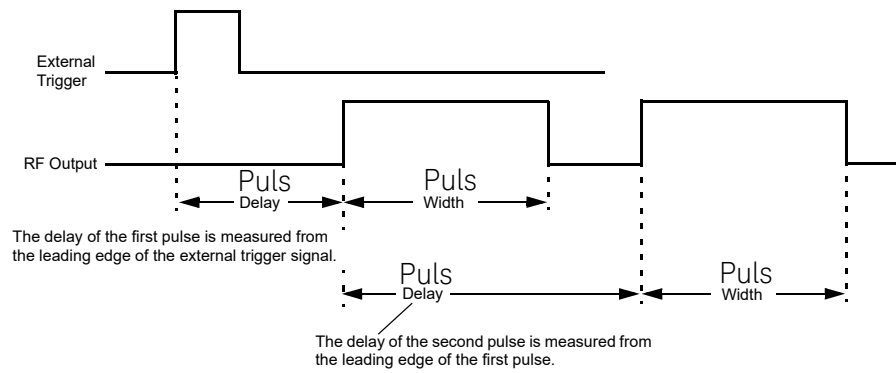 External
Trigger
RF Output
Puls
Delay
Puls
Width
The delay of the first pulse is measured from
the leading edge of the external trigger signal.
Puls
Delay
Puls
Width
The delay of the second pulse is measured from
the leading edge of the first pulse.